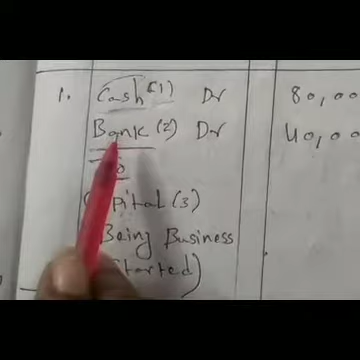 1. Cash (1) Dr 80,00
Bank (2) Dr 40,00
To
Capital (3)
Being Business
Started)